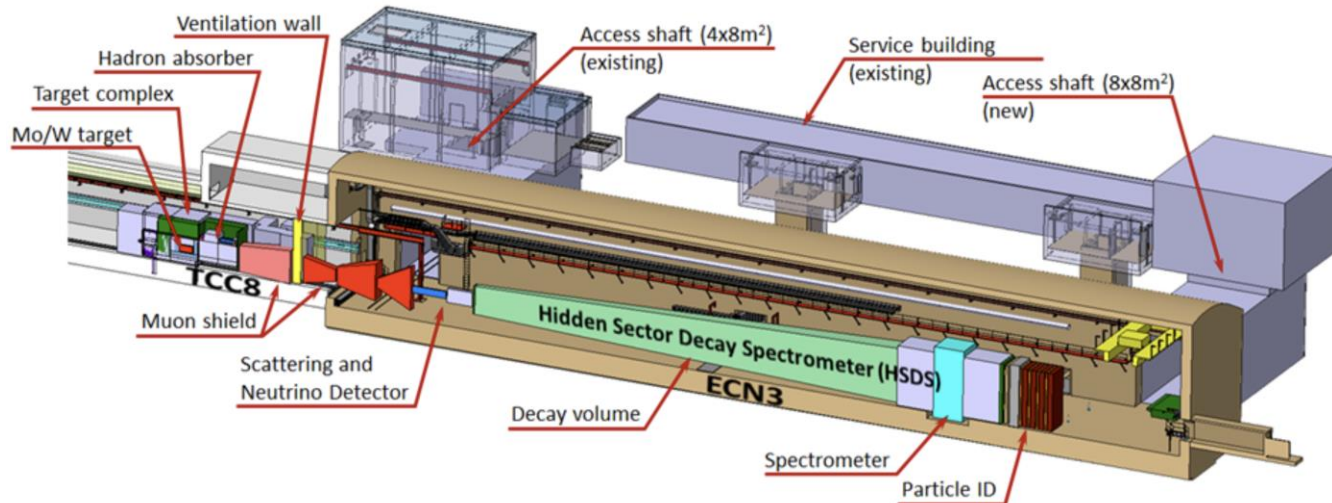 Ventilation wall
Hadron absorber
Target complex
Mo/W target
Access shaft (4x8m²)
(existing)
Service building
(existing)
Access shaft (8x8m²)
(new)
TCC8
Muon shield
Scattering and
Neutrino Detector
Hidden Sector Decay Spectrometer (HSDS)
ECN3
Decay volume
Spectrometer
Particle ID